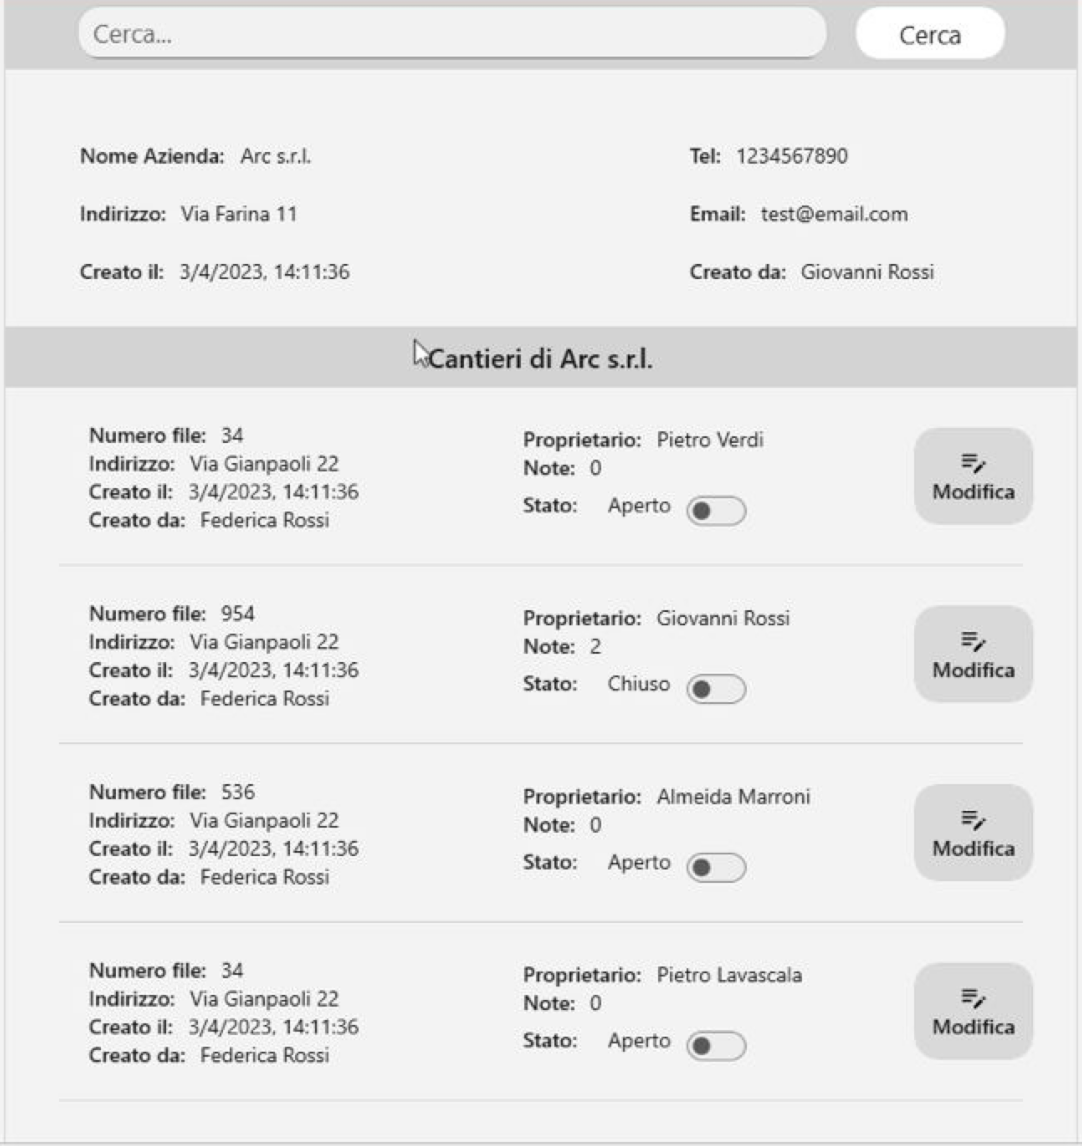 Cerca... Cerca
Nome Azienda: Arc s.r.l. Tel: 1234567890
Indirizzo: Via Farina 11 Email: test@email.com
Creato il: 3/4/2023, 14:11:36 Creato da: Giovanni Rossi
Cantieri di Arc s.r.l.
Numero file: 34
Indirizzo: Via Gianpaoli 22
Creato il: 3/4/2023, 14:11:36
Creato da: Federica Rossi
Proprietario: Pietro Verdi
Note: 0
Stato: Aperto
Modifica
Numero file: 954
Indirizzo: Via Gianpaoli 22
Creato il: 3/4/2023, 14:11:36
Creato da: Federica Rossi
Proprietario: Giovanni Rossi
Note: 2
Stato: Chiuso
Modifica
Numero file: 536
Indirizzo: Via Gianpaoli 22
Creato il: 3/4/2023, 14:11:36
Creato da: Federica Rossi
Proprietario: Almeida Marroni
Note: 0
Stato: Aperto
Modifica
Numero file: 34
Indirizzo: Via Gianpaoli 22
Creato il: 3/4/2023, 14:11:36
Creato da: Federica Rossi
Proprietario: Pietro Lavascala
Note: 0
Stato: Aperto
Modifica